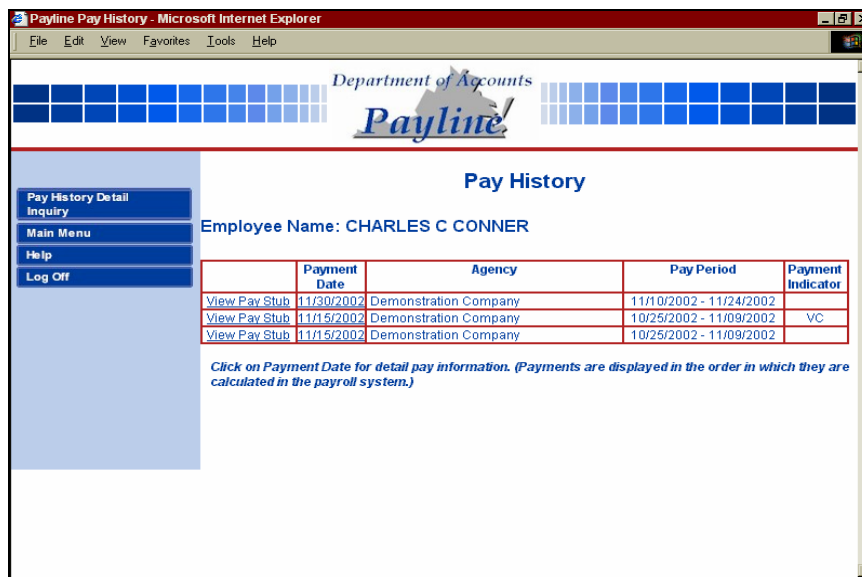 Payline Pay History - Microsoft Internet Explorer
File Edit View Favorites Tools Help
Department of Accounts
Payline!
Pay History Detail
Inquiry
Main Menu
Help
Log Off
Pay History
Employee Name: CHARLES C CONNER
Payment Date Agency Pay Period Payment Indicator
View Pay Stub 11/30/2002 Demonstration Company 11/10/2002 - 11/24/2002
View Pay Stub 11/15/2002 Demonstration Company 10/25/2002 - 11/09/2002 VC
View Pay Stub 11/15/2002 Demonstration Company 10/25/2002 - 11/09/2002
Click on Payment Date for detail pay information. (Payments are displayed in the order in which they are
calculated in the payroll system.)